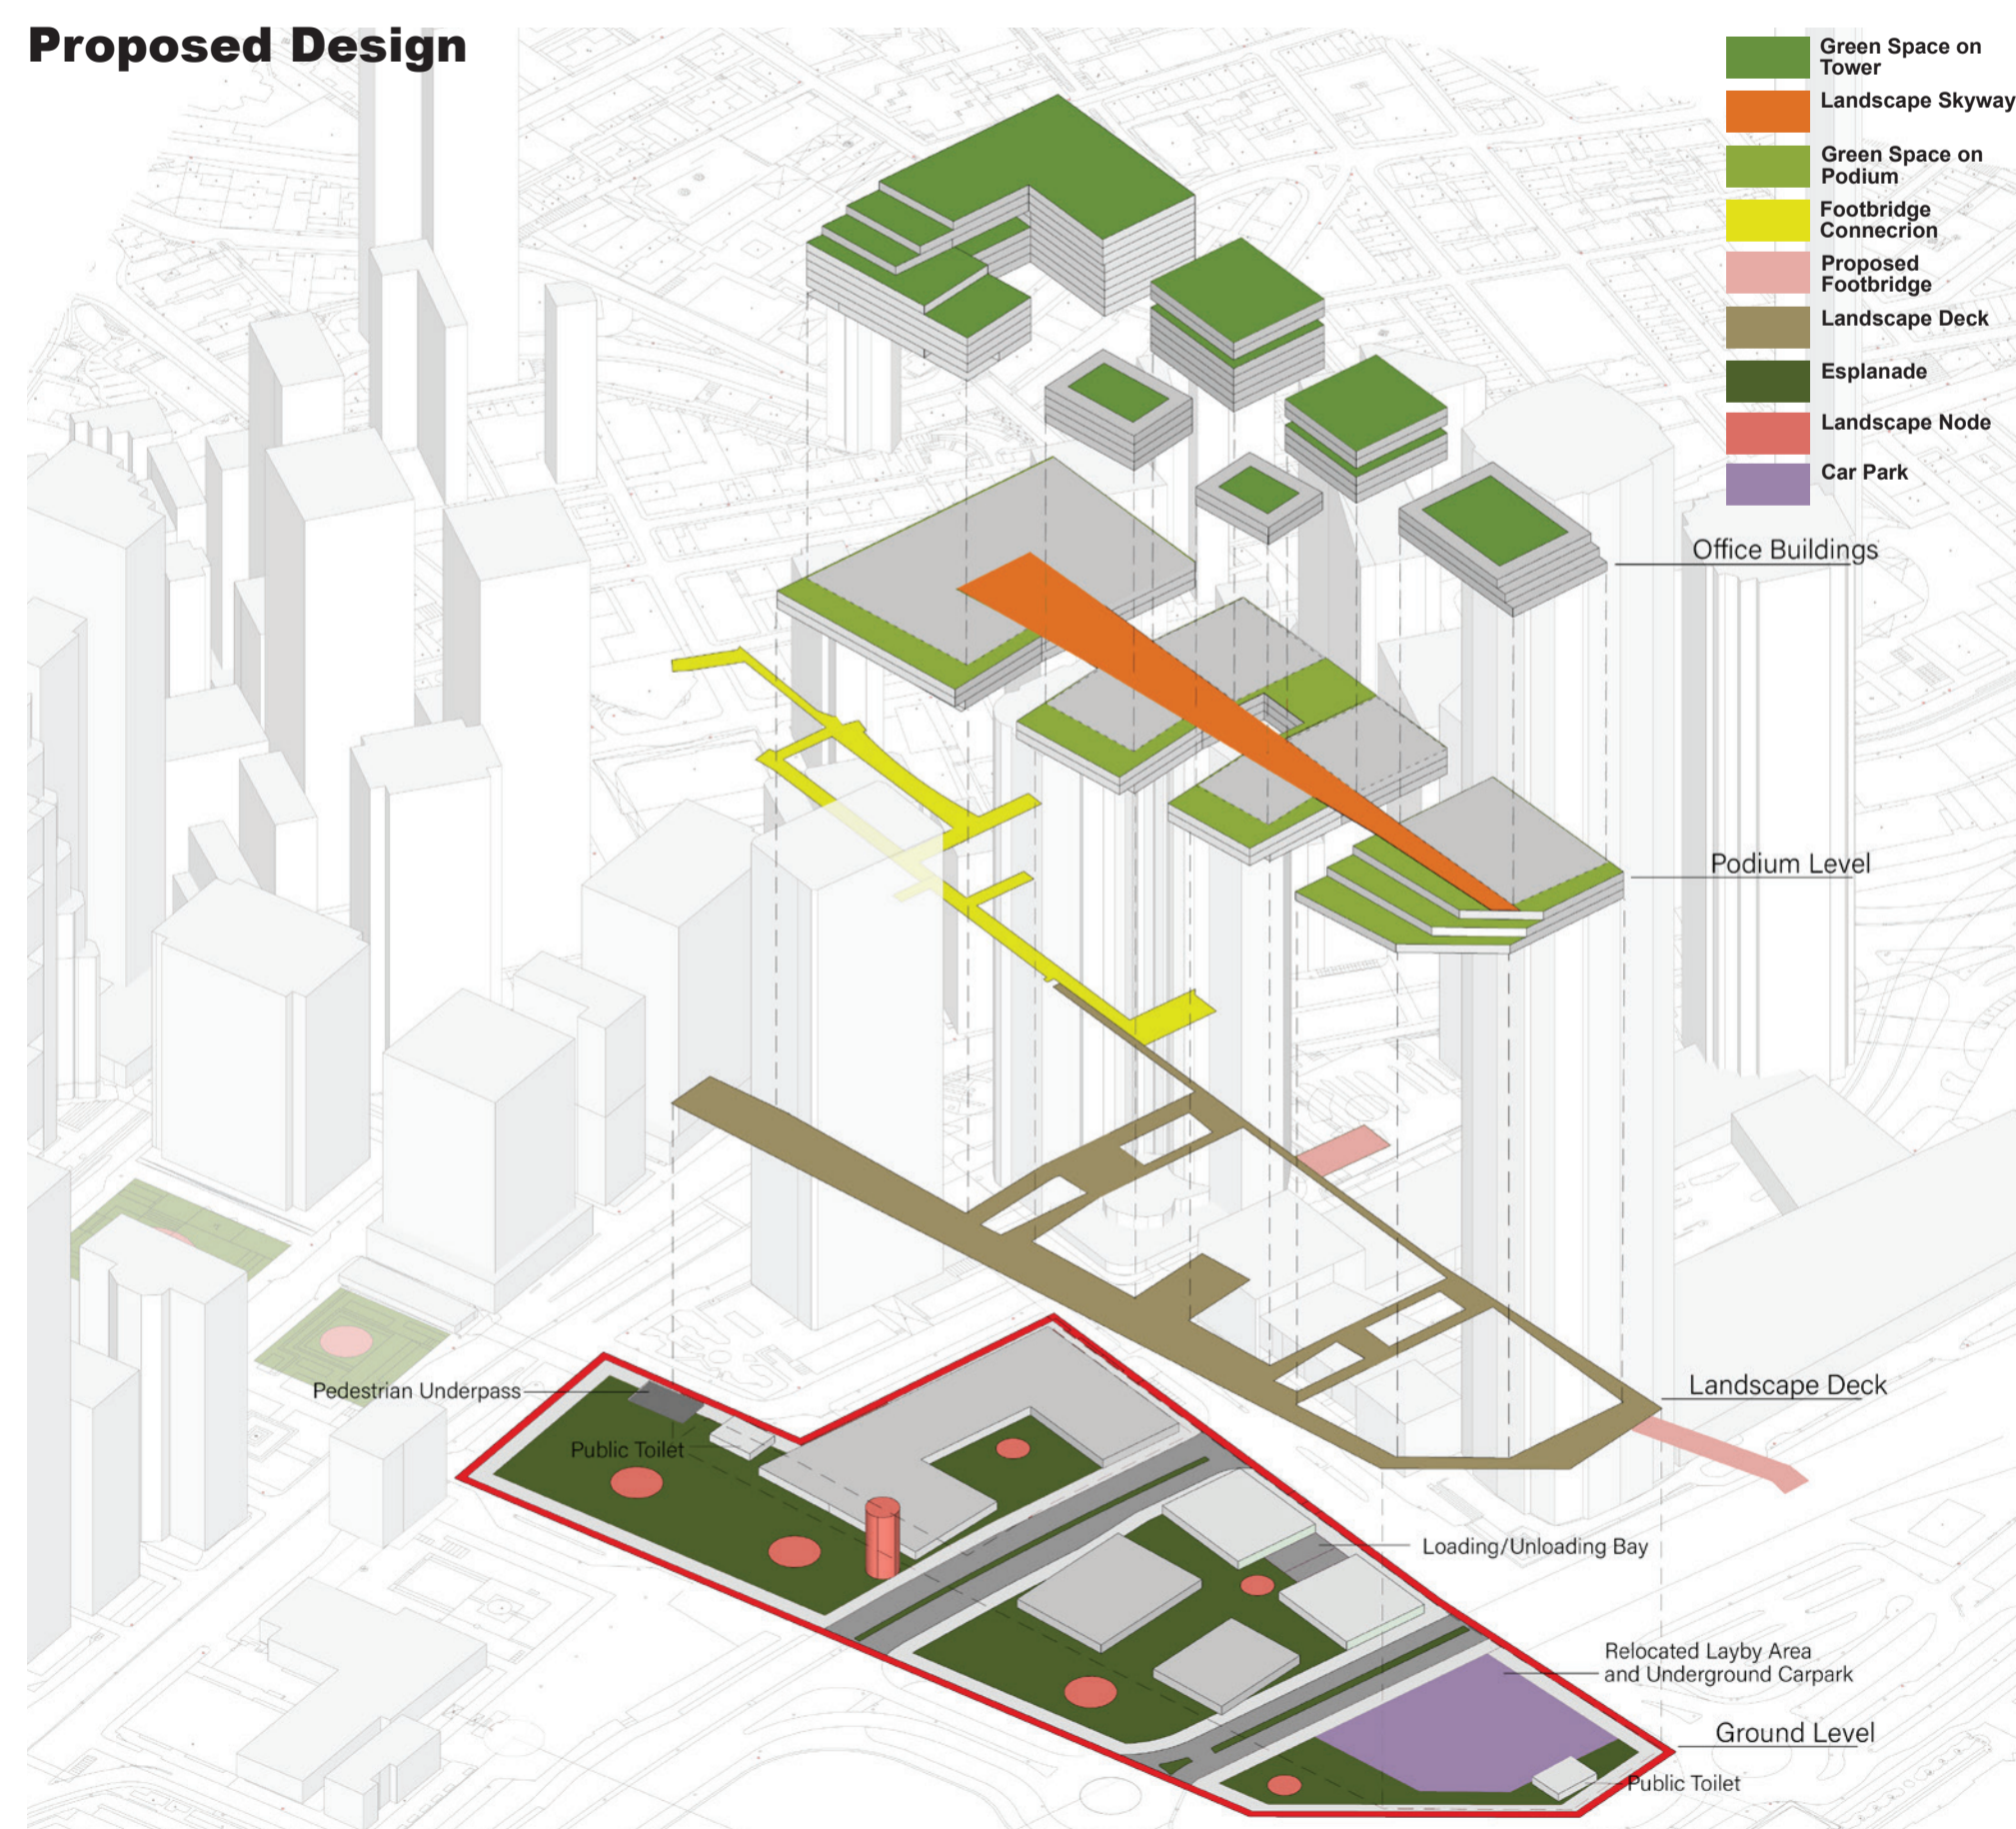 Proposed Design
Green Space on
Tower
Landscape Skyway
Green Space on
Podium
Footbridge
Connecrion
Proposed
Footbridge
Landscape Deck
Esplanade
Landscape Node
Car Park
Office Buildings
Podium Level
Landscape Deck
Pedestrian Underpass
Public Toilet
Loading/Unloading Bay
Relocated Layby Area
and Underground Carpark
Ground Level
Public Toilet